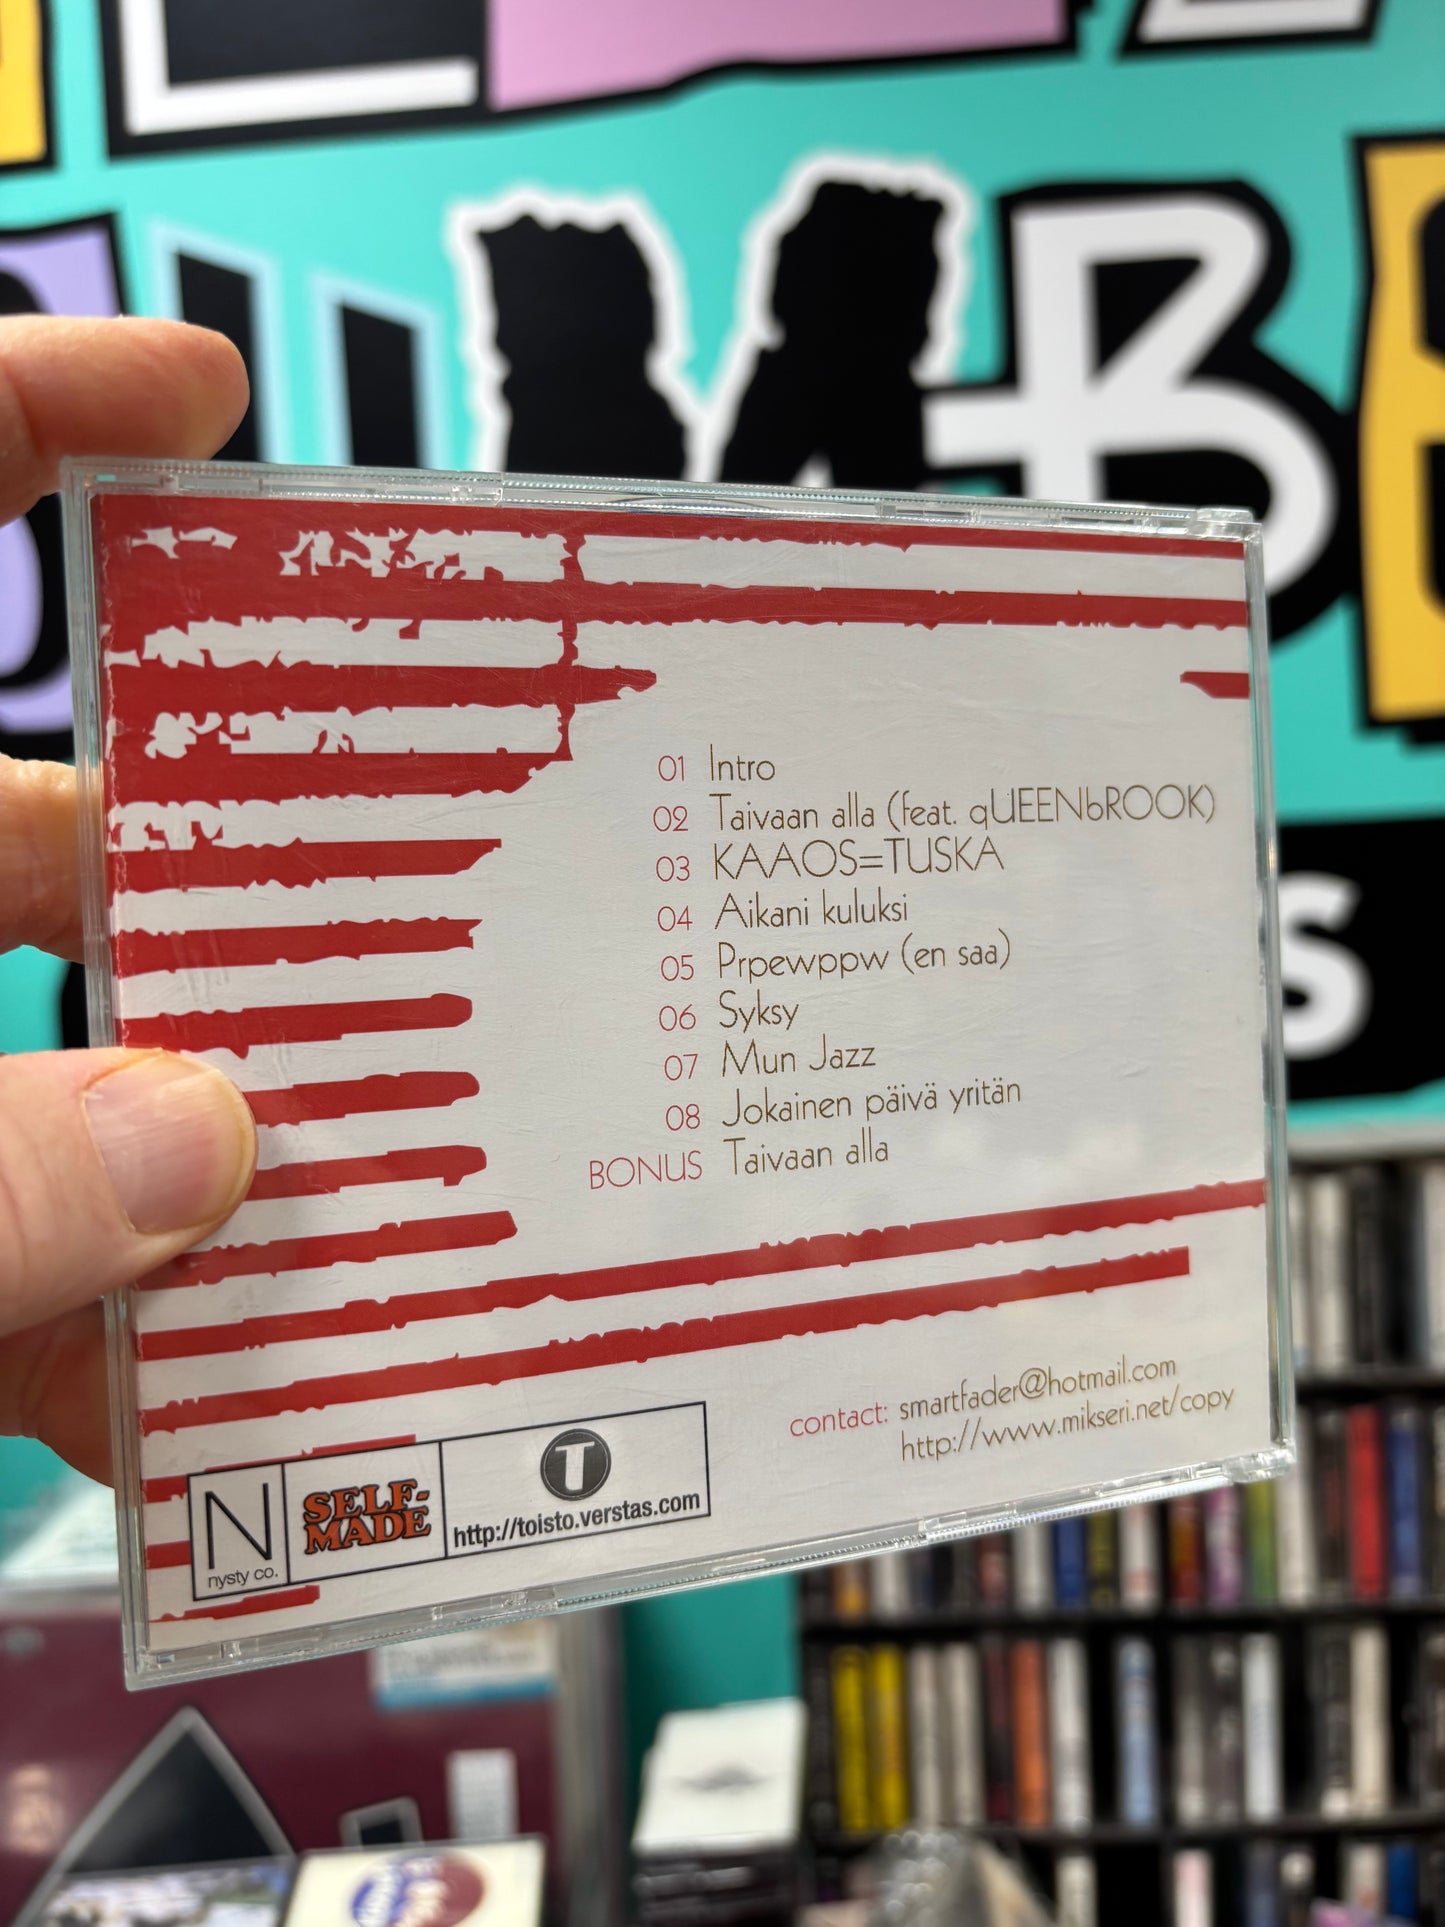 01 Intro
02 Taivaan alla (feat. qUEENbROOK)
03 KAAOS=TUSKA
04 Aikani kuluksi
05 Prpewppw (en saa)
06 Syksy
07 Mun Jazz
08 Jokainen päivä yritän
BONUS Taivaan alla
contact: smartfader@hotmail.com
http://www.mikseri.net/copy
N
nysty co.
SELF-
MADE
T
http://toisto.verstas.com